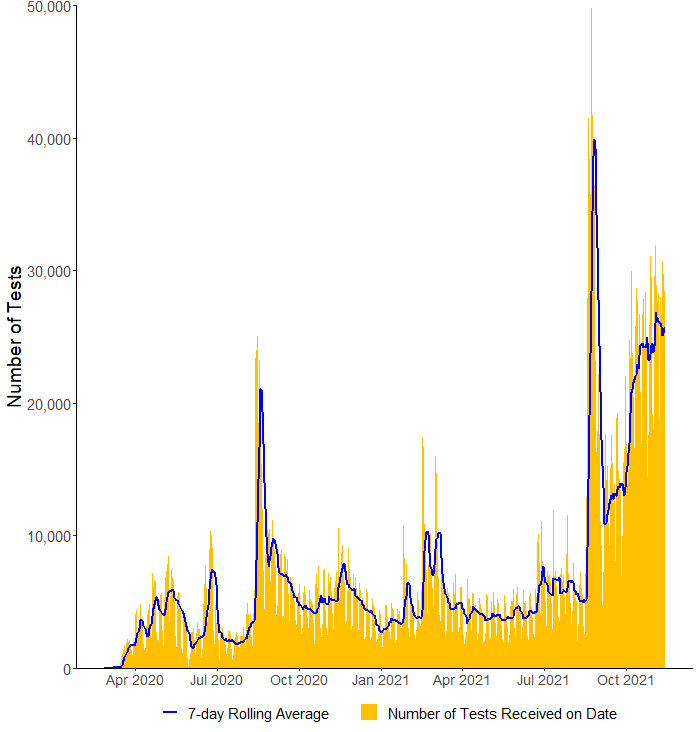 50,000
40,000
30,000
20,000
10,000
0
Number of Tests
Apr 2020 Jul 2020 Oct 2020 Jan 2021 Apr 2021 Jul 2021 Oct 2021
7-day Rolling Average Number of Tests Received on Date